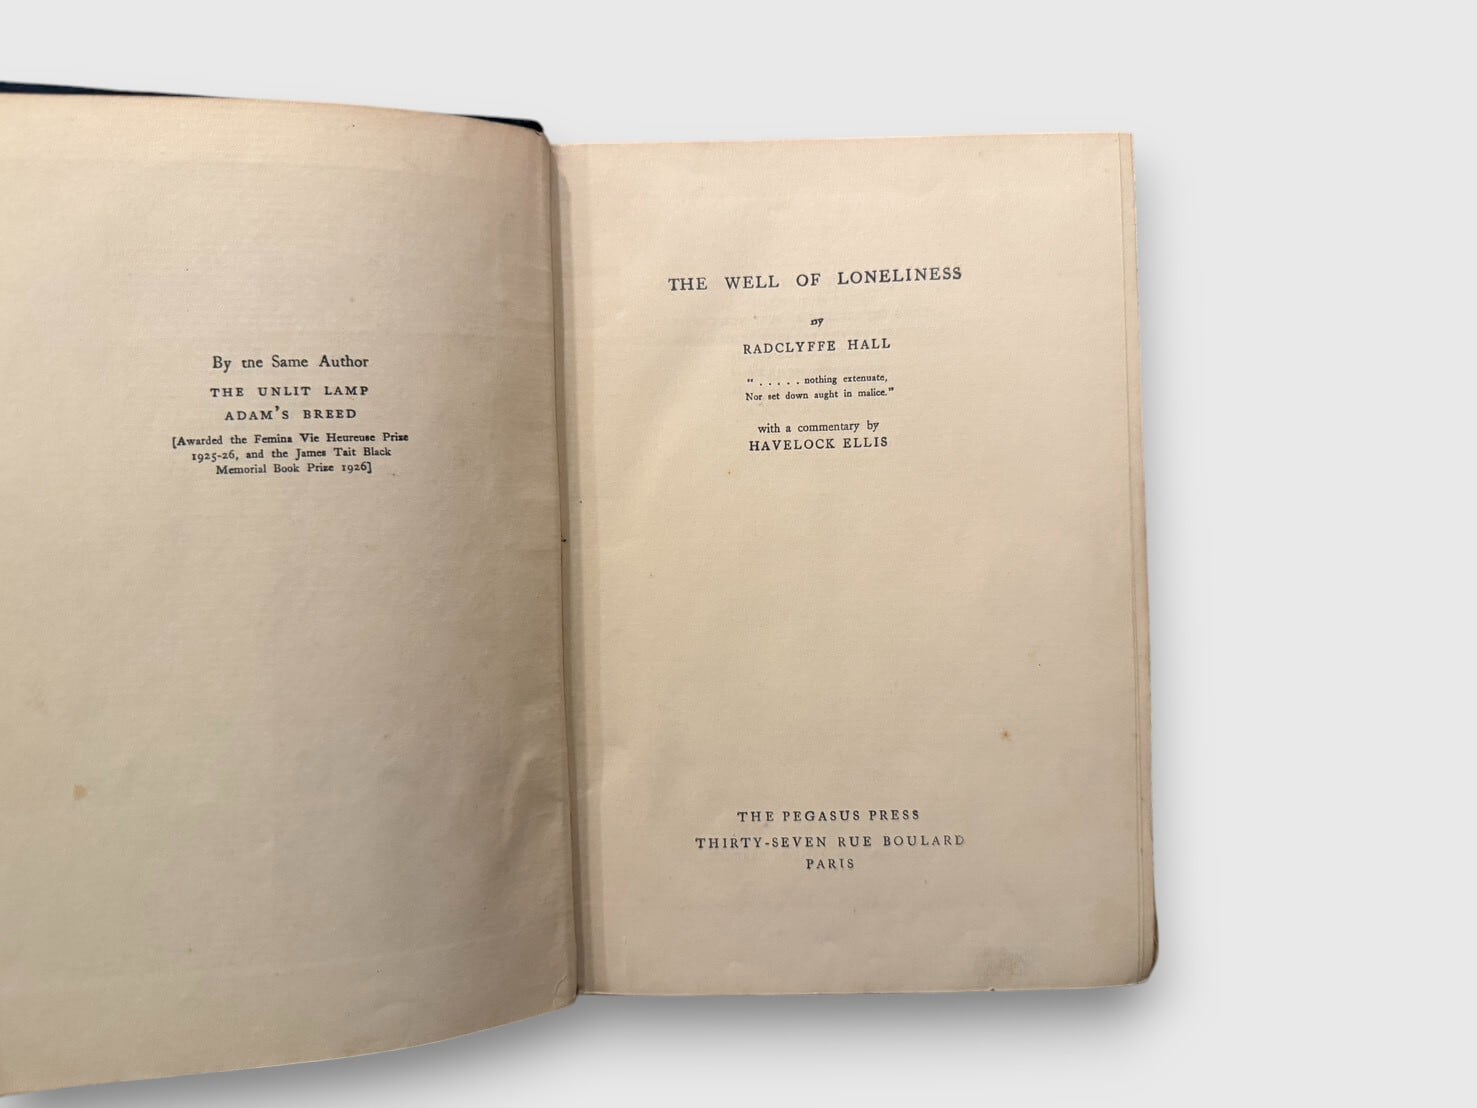 By the Same Author
THE UNLIT LAMP
ADAM'S BREED
[Awarded the Femina Vie Heureuse Prize
1925-26, and the James Tait Black
Memorial Book Prize 1926]
THE WELL OF LONELINESS
by
RADCLYFFE HALL
" . . . . . nothing extenuate,
Nor set down aught in malice."
with a commentary by
HAVELOCK ELLIS
THE PEGASUS PRESS
THIRTY-SEVEN RUE BOULARD
PARIS